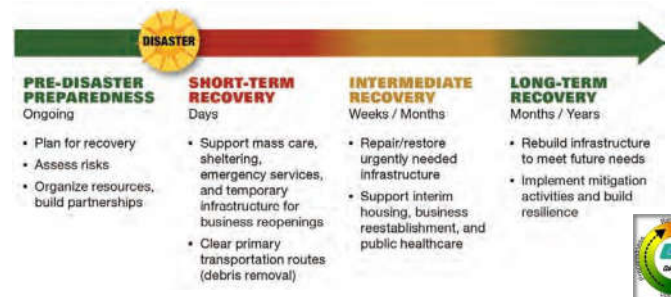 DISASTER
PRE-DISASTER
PREPAREDNESS
Ongoing
• Plan for recovery
• Assess risks
• Organize resources,
build partnerships
SHORT-TERM
RECOVERY
Days
• Support mass care,
sheltering,
emergency services,
and temporary
infrastructure for
business reopenings
• Clear primary
transportation routes
(debris removal)
INTERMEDIATE
RECOVERY
Weeks / Months
• Repair/restore
urgently needed
infrastructure
• Support interim
housing, business
reestablishment, and
public healthcare
LONG-TERM
RECOVERY
Months / Years
• Rebuild infrastructure
to meet future needs
• Implement mitigation
activities and build
resilience